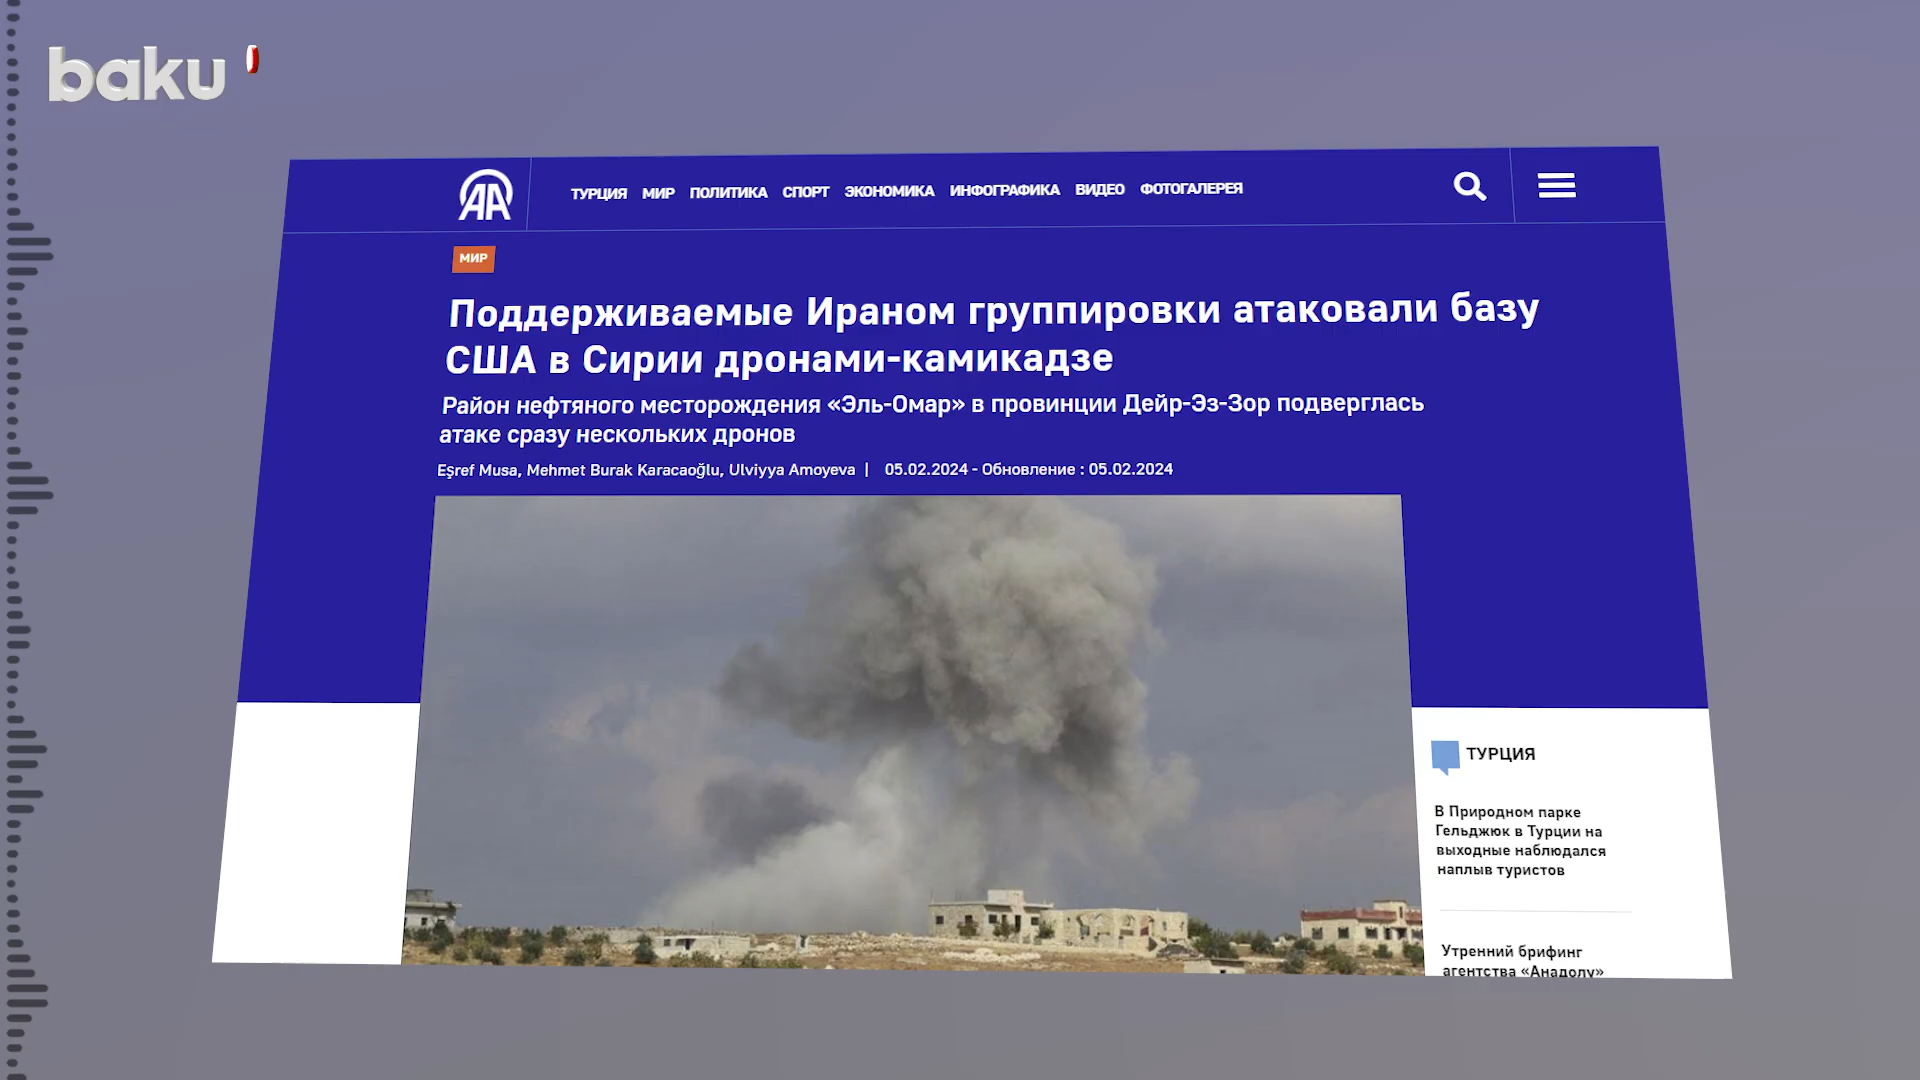 baku
AA
ТУРЦИЯ МИР ПОЛИТИКА СПОРТ ЭКОНОМИКА ИНФОГРАФИКА ВИДЕО ФОТОГАЛЕРЕЯ
МИР
Поддерживаемые Ираном группировки атаковали базу
США в Сирии дронами-камикадзе
Район нефтяного месторождения «Эль-Омар» в провинции Дейр-Эз-Зор подверглась
атаке сразу нескольких дронов
Eşref Musa, Mehmet Burak Karacaoğlu, Ulviyya Amoyeva | 05.02.2024 - Обновление : 05.02.2024
ТУРЦИЯ
В Природном парке
Гельджюк в Турции на
выходные наблюдался
наплыв туристов
Утренний брифинг
агентства «Анадолу»